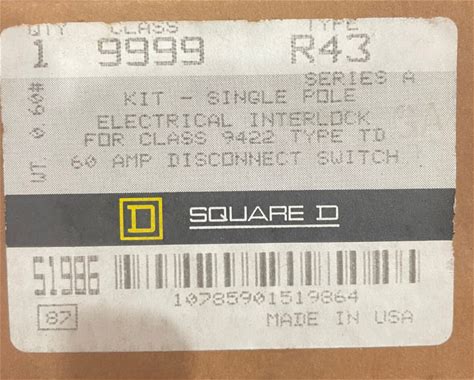 QTY CLASS TYPE
1 9999 R43
SERIES A
KIT - SINGLE POLE
ELECTRICAL INTERLOCK
FOR CLASS 9422 TYPE TD
60 AMP DISCONNECT SWITCH
WT. 0.60#
D SQUARE D
51986
10785901519864
87
MADE IN USA